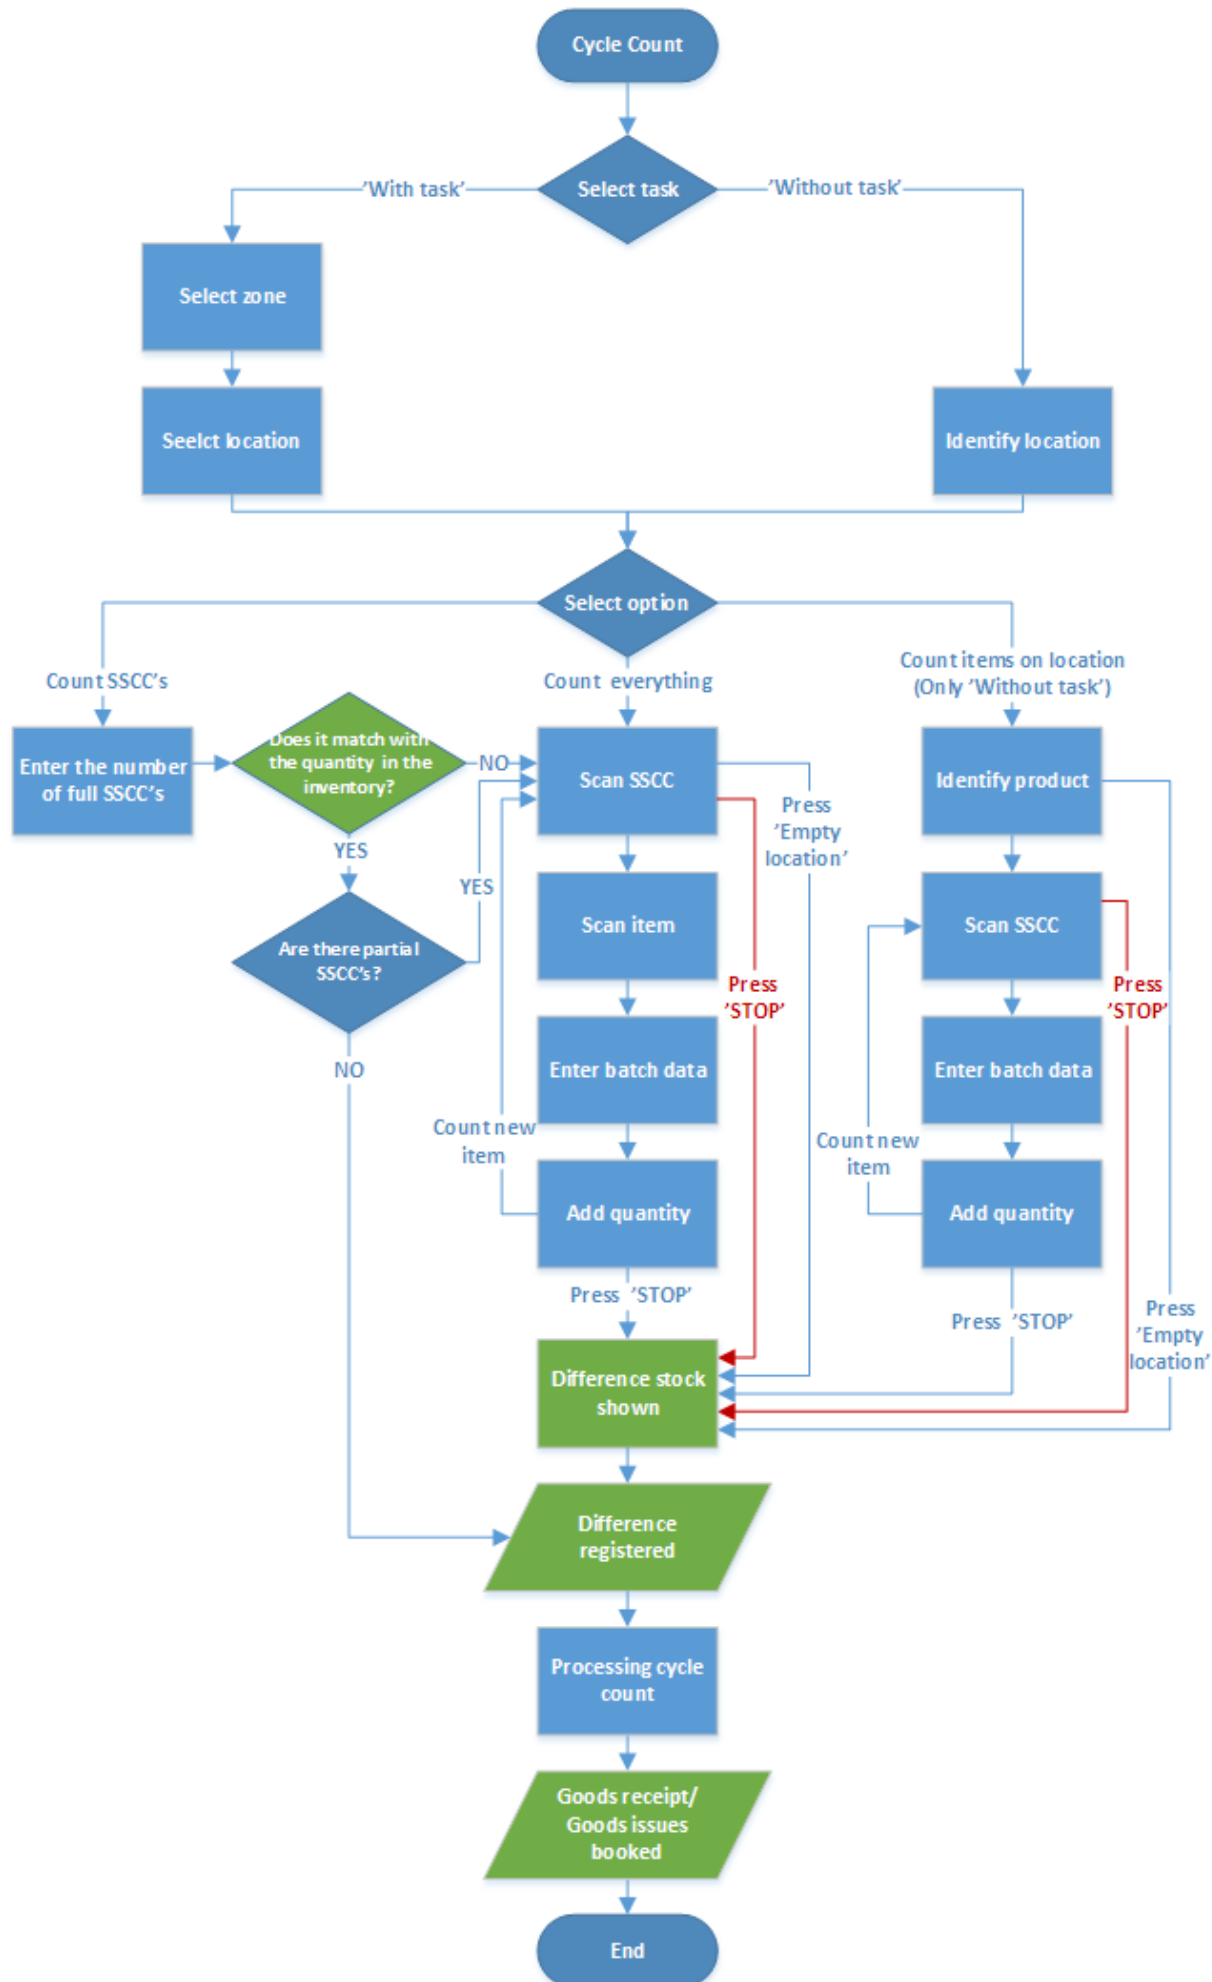 Cycle Count
Select task
'With task'
'Without task'
Select zone
Seelct location
Identify location
Select option
Count SSCC's
Count everything
Count items on location
(Only 'Without task')
Enter the number
of full SSCC's
Does it match with
the quantity in the
inventory?
NO
YES
Are there partial
SSCC's?
YES
NO
Scan SSCC
Scan item
Enter batch data
Add quantity
Count new
item
Press 'STOP'
Press
'STOP'
Press
'Empty
location'
Identify product
Scan SSCC
Enter batch data
Add quantity
Count new
item
Press 'STOP'
Press
'STOP'
Press
'Empty
location'
Difference stock
shown
Difference
registered
Processing cycle
count
Goods receipt/
Goods issues
booked
End